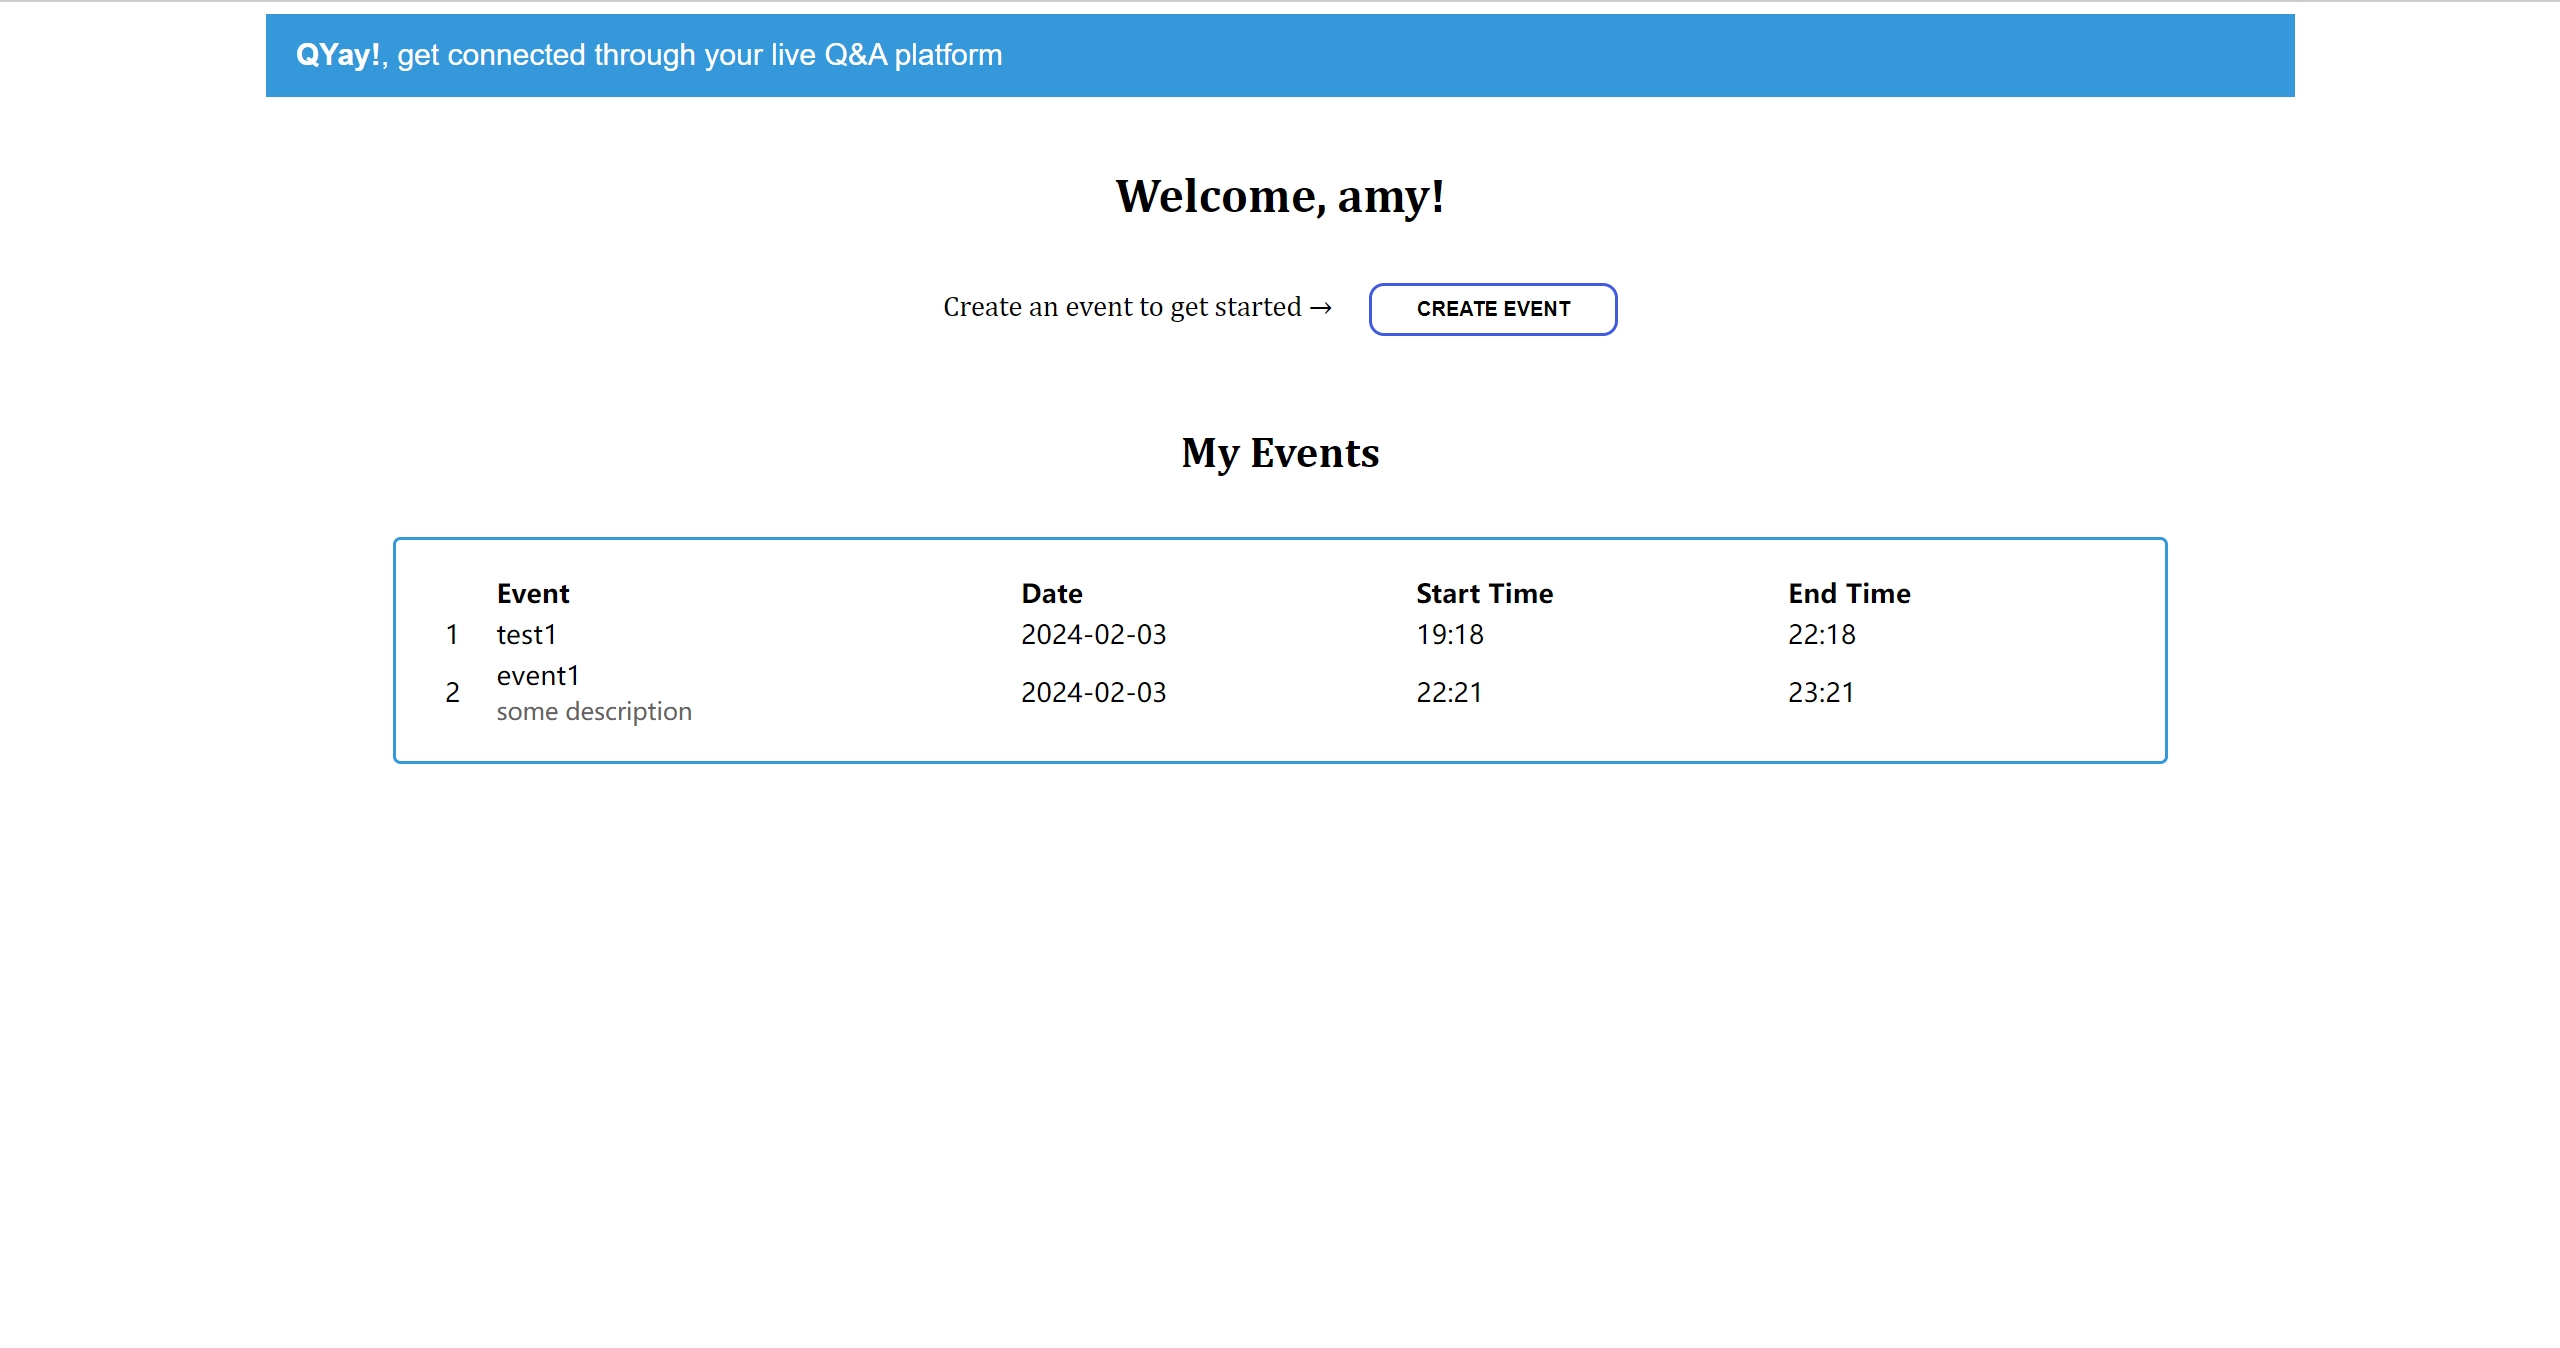 QYay!, get connected through your live Q&A platform
Welcome, amy!
Create an event to get started → CREATE EVENT
My Events
Event Date Start Time End Time
1 test1 2024-02-03 19:18 22:18
2 event1 2024-02-03 22:21 23:21
some description